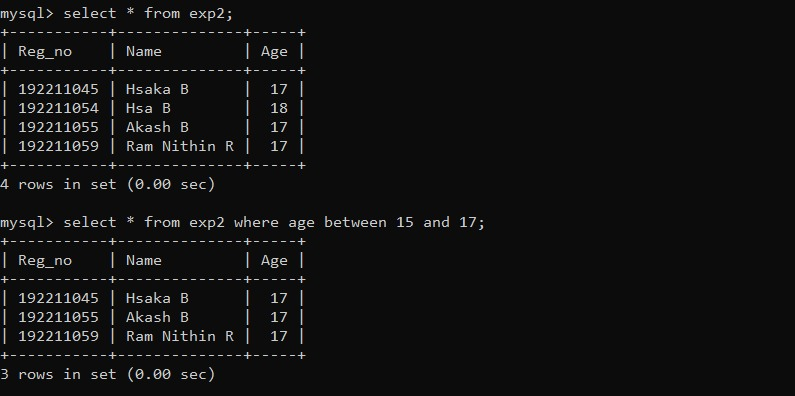 mysql> select * from exp2;
+-----------+--------------+-----+
| Reg_no    | Name         | Age |
+-----------+--------------+-----+
| 192211045 | Hsaka B      |  17 |
| 192211054 | Hsa B        |  18 |
| 192211055 | Akash B      |  17 |
| 192211059 | Ram Nithin R |  17 |
+-----------+--------------+-----+
4 rows in set (0.00 sec)
mysql> select * from exp2 where age between 15 and 17;
+-----------+--------------+-----+
| Reg_no    | Name         | Age |
+-----------+--------------+-----+
| 192211045 | Hsaka B      |  17 |
| 192211055 | Akash B      |  17 |
| 192211059 | Ram Nithin R |  17 |
+-----------+--------------+-----+
3 rows in set (0.00 sec)